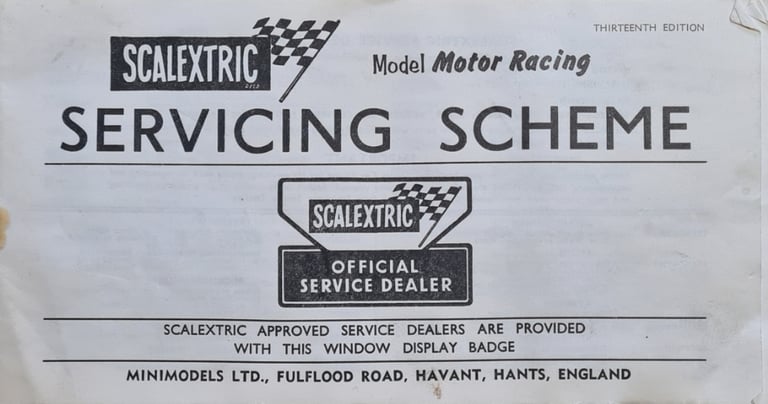 THIRTEENTH EDITION
SCALEXTRIC
Model Motor Racing
SERVICING SCHEME
SCALEXTRIC
OFFICIAL
SERVICE DEALER
SCALEXTRIC APPROVED SERVICE DEALERS ARE PROVIDED
WITH THIS WINDOW DISPLAY BADGE
MINIMODELS LTD., FULFLOOD ROAD, HAVANT, HANTS, ENGLAND